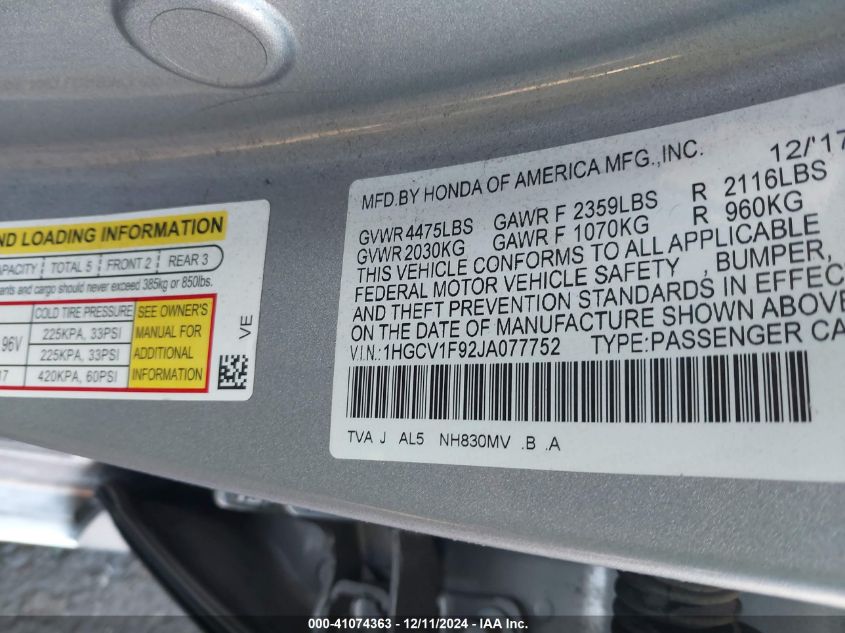 ND LOADING INFORMATION
APACITY TOTAL 5 FRONT 2 REAR 3
ants and cargo should never exceed 385kg or 850lbs.
COLD TIRE PRESSURE SEE OWNER'S
96V 225KPA, 33PSI MANUAL FOR
225KPA, 33PSI ADDITIONAL
17 420KPA, 60PSI INFORMATION
VE
MFD.BY HONDA OF AMERICA MFG.,INC. 12/'17
GVWR 4475LBS GAWR F 2359LBS R 2116LBS
GVWR 2030KG GAWR F 1070KG R 960KG
THIS VEHICLE CONFORMS TO ALL APPLICABLE
FEDERAL MOTOR VEHICLE SAFETY , BUMPER,
AND THEFT PREVENTION STANDARDS IN EFFEC
ON THE DATE OF MANUFACTURE SHOWN ABOVE
V.I.N.:1HGCV1F92JA077752 TYPE:PASSENGER CA
TVA J AL5 NH830MV .B .A
000-41074363 - 12/11/2024 - IAA Inc.